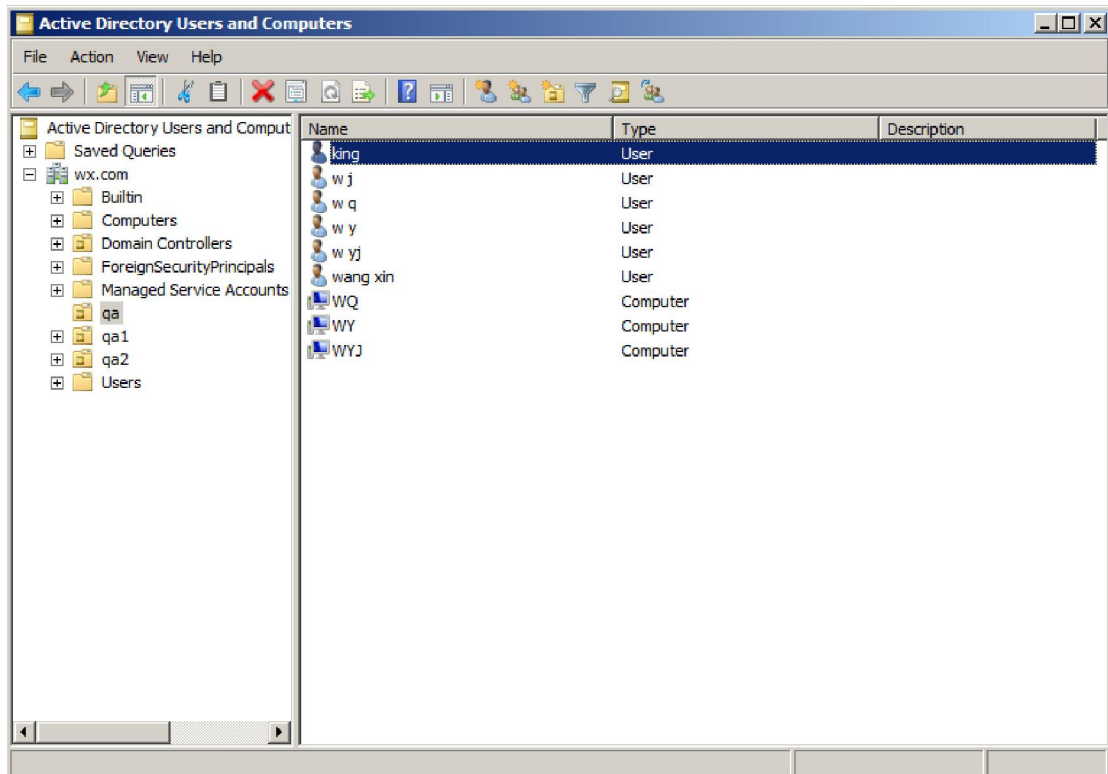 Active Directory Users and Computers
File Action View Help
Active Directory Users and Comput
Saved Queries
wx.com
Builtin
Computers
Domain Controllers
ForeignSecurityPrincipals
Managed Service Accounts
qa
qa1
qa2
Users
Name Type Description
king User
w j User
w q User
w y User
w yj User
wang xin User
WQ Computer
WY Computer
WYJ Computer